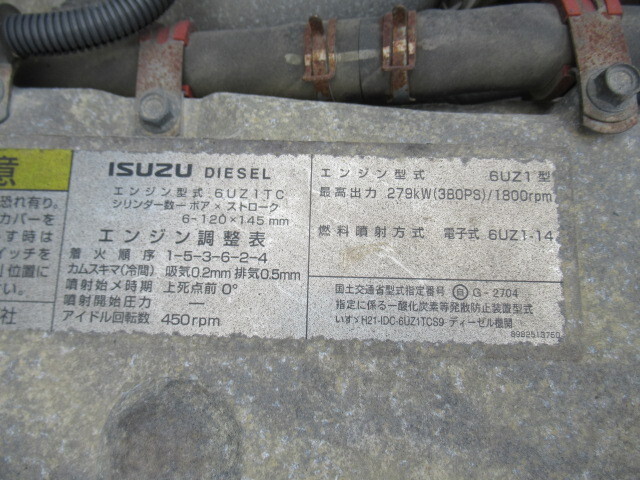 意
恐れ有り。
カバーを
す時は
イッチを
位置に
さい。
社
ISUZU DIESEL
エンジン型式 6UZ1TC
シリンダ数ー ボア × ストローク
6-120×145mm
エンジン調整表
着火順序 1-5-3-6-2-4
カムスキマ(冷間) 吸気0.2mm 排気0.5mm
噴射始メ時期 上死点前 0°
噴射開始圧力 —
アイドル回転数 450rpm
エンジン型式 6UZ1型
最高出力 279kW(380PS)/1800rpm
燃料噴射方式 電子式 6UZ1-14
国土交通省型式指定番号 G-2704
指定に係る一酸化炭素等発散防止装置型式
いすゞH21-IDC-6UZ1TCS9 ディーゼル機関
8982513750